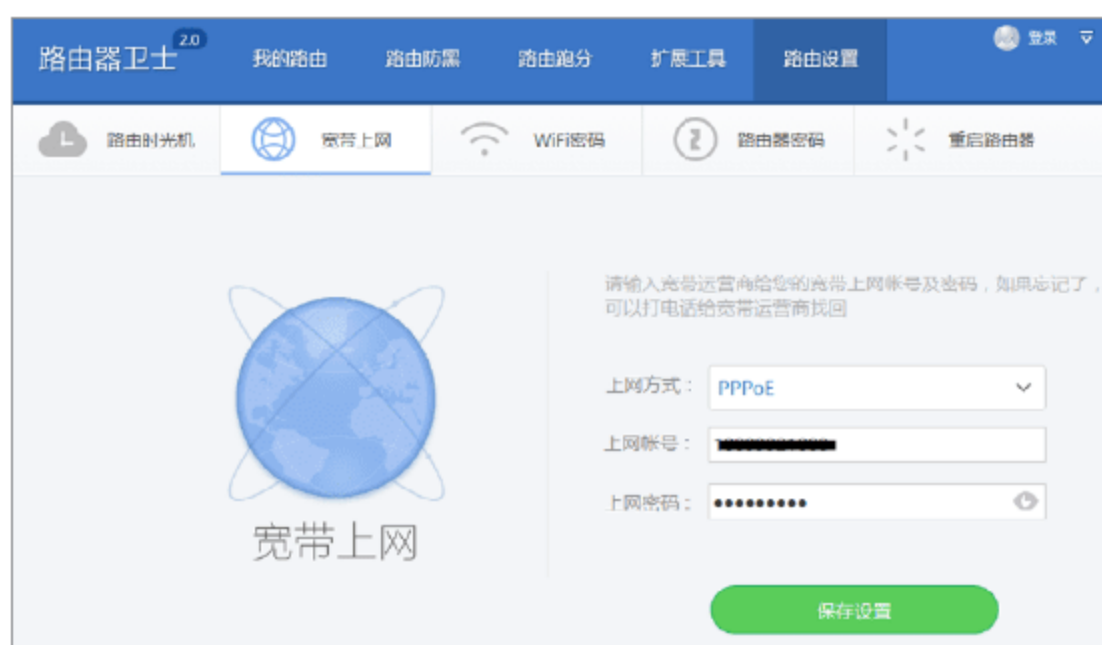 路由器卫士 2.0 我的路由 路由防黑 路由跑分 扩展工具 路由设置 登录
路由时光机 宽带上网 WiFi密码 路由器密码 重启路由器
请输入宽带运营商给您的宽带上网帐号及密码，如果忘记了，
可以打电话给宽带运营商找回
上网方式： PPPoE
上网帐号：
上网密码： •••••••••
宽带上网
保存设置